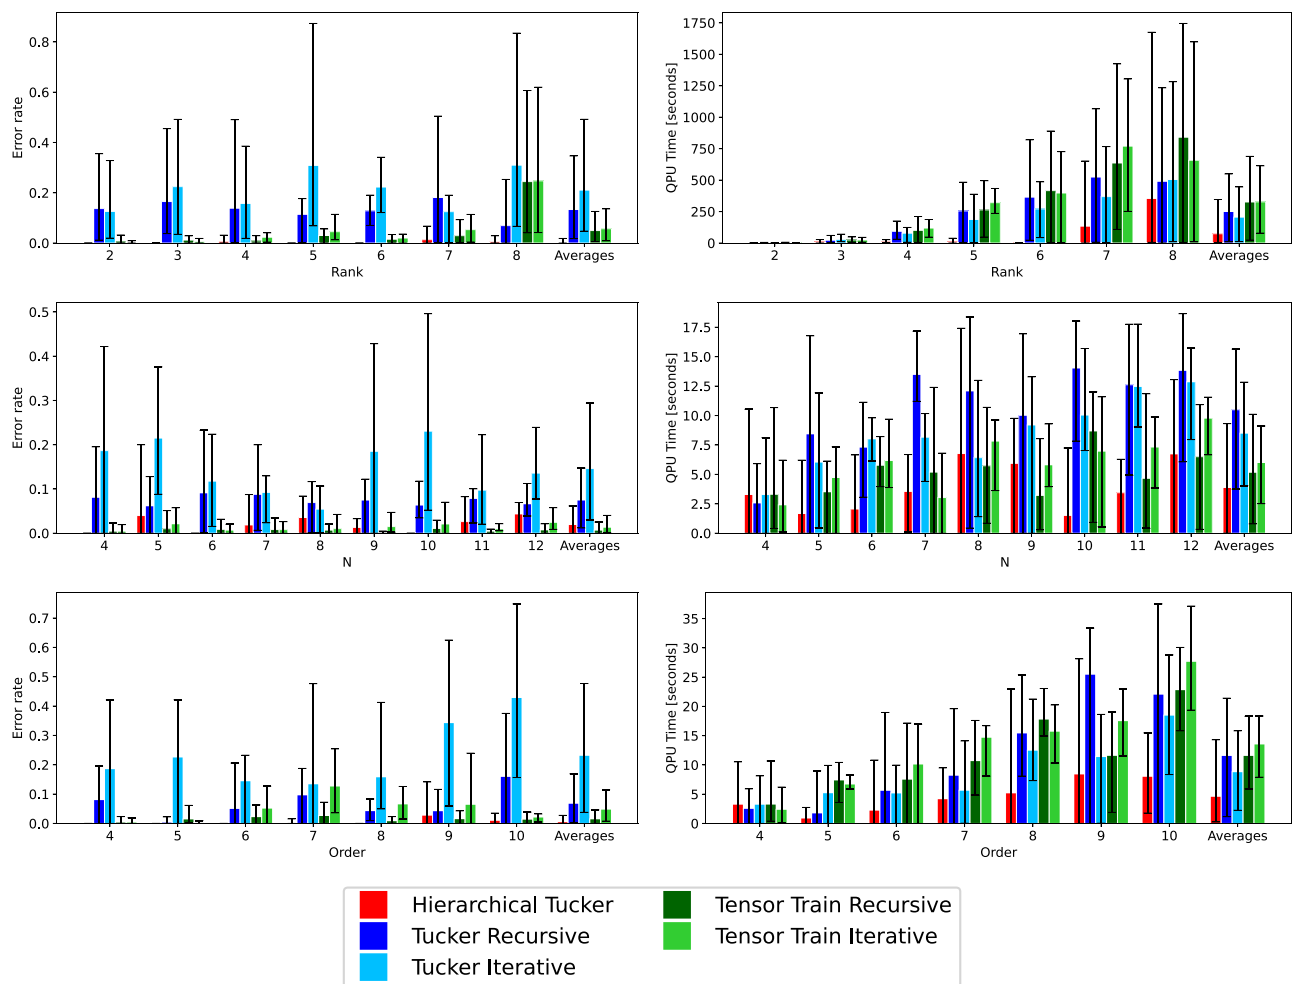 Error rate
0.8
0.6
0.4
0.2
0.0
2 3 4 5 6 7 8 Averages
Rank
QPU Time [seconds]
1750
1500
1250
1000
750
500
250
0
2 3 4 5 6 7 8 Averages
Rank
Error rate
0.5
0.4
0.3
0.2
0.1
0.0
4 5 6 7 8 9 10 11 12 Averages
N
QPU Time [seconds]
17.5
15.0
12.5
10.0
7.5
5.0
2.5
0.0
4 5 6 7 8 9 10 11 12 Averages
N
Error rate
0.7
0.6
0.5
0.4
0.3
0.2
0.1
0.0
4 5 6 7 8 9 10 Averages
Order
QPU Time [seconds]
35
30
25
20
15
10
5
0
4 5 6 7 8 9 10 Averages
Order
Hierarchical Tucker
Tucker Recursive
Tucker Iterative
Tensor Train Recursive
Tensor Train Iterative